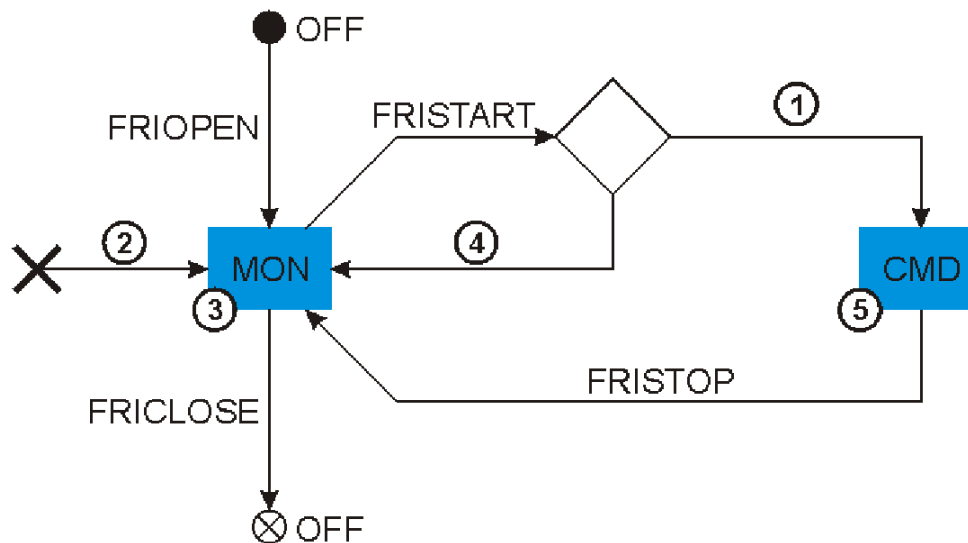 OFF
FRIOPEN
FRISTART
1
2
4
MON
CMD
3
5
FRISTOP
FRICLOSE
OFF